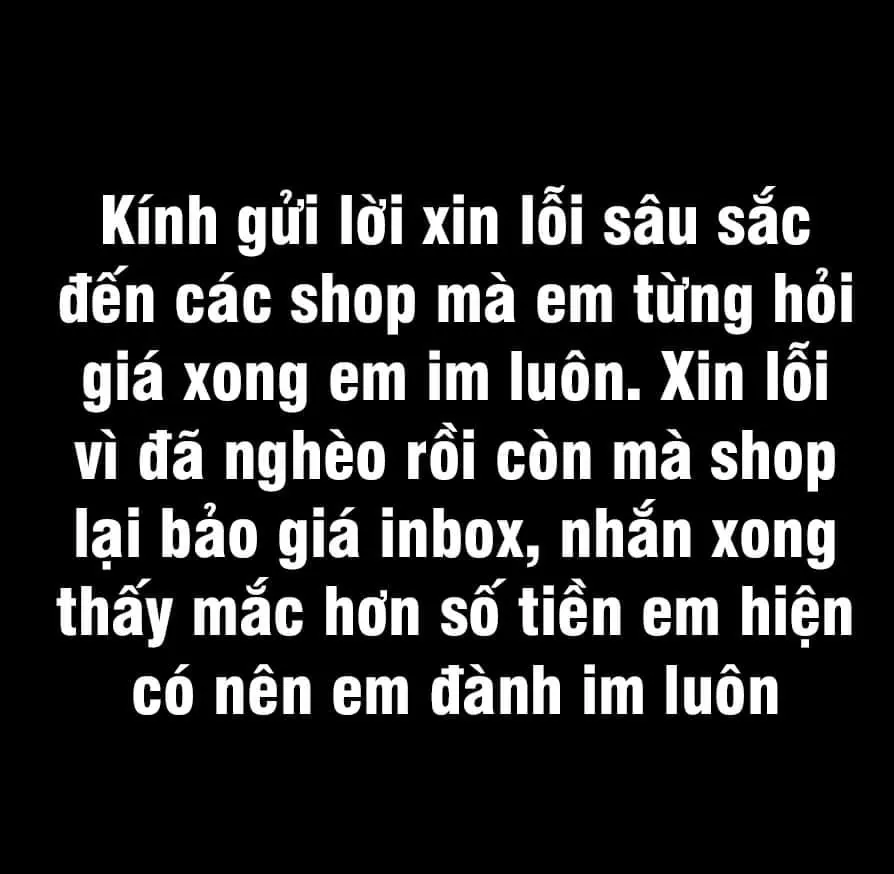 Kính gửi lời xin lỗi sâu sắc
đến các shop mà em từng hỏi
giá xong em im luôn. Xin lỗi
vì đã nghèo rồi còn mà shop
lại bảo giá inbox, nhắn xong
thấy mắc hơn số tiền em hiện
có nên em đành im luôn